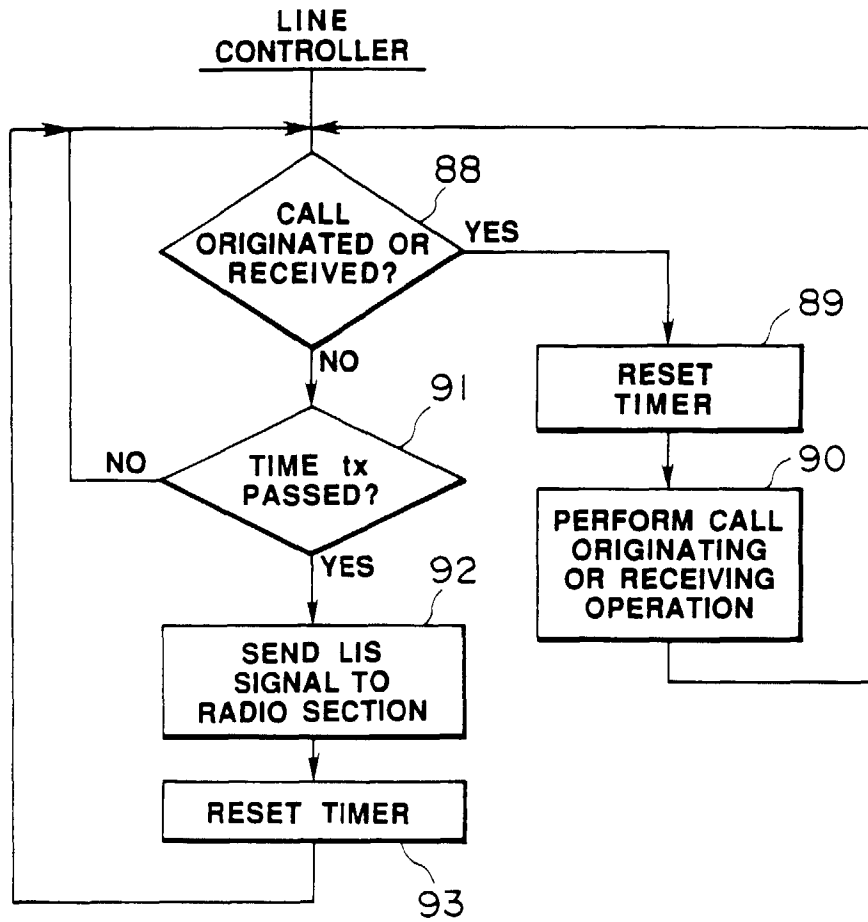 LINE
CONTROLLER
88
CALL
ORIGINATED OR
RECEIVED?
YES
NO
89
RESET
TIMER
91
TIME tx
PASSED?
NO
YES
90
PERFORM CALL
ORIGINATING
OR RECEIVING
OPERATION
92
SEND LIS
SIGNAL TO
RADIO SECTION
RESET TIMER
93